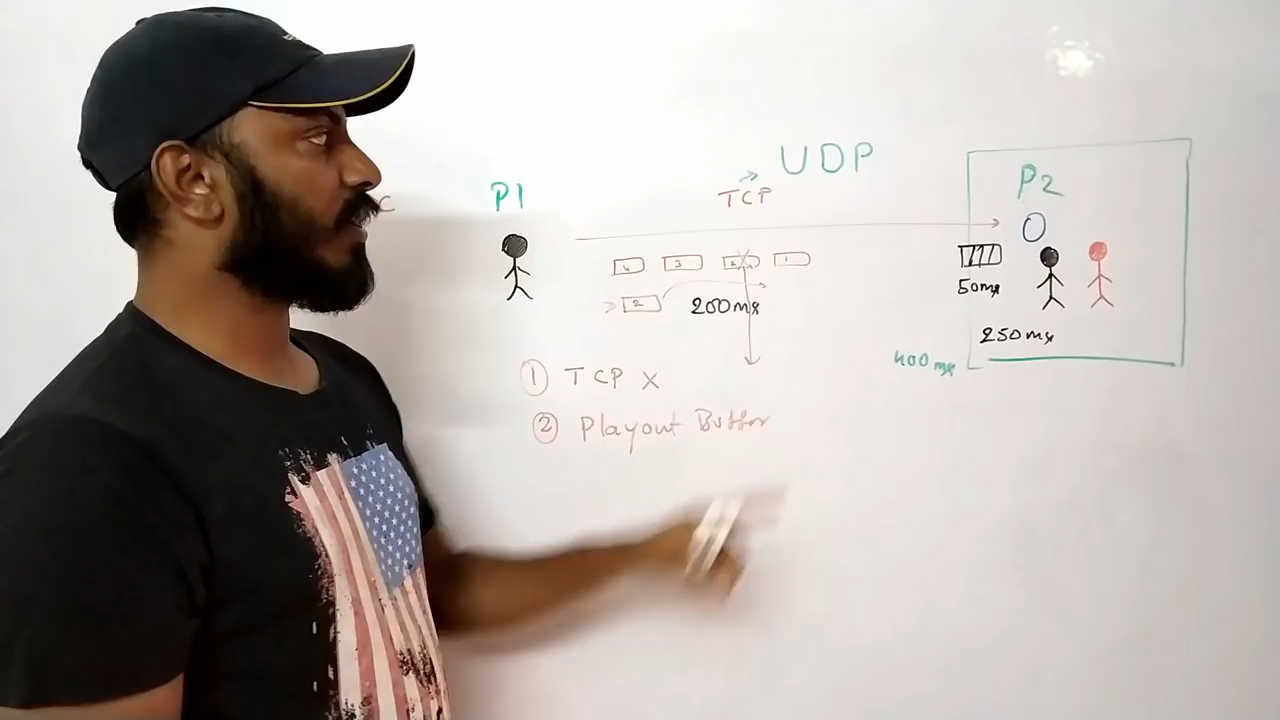 UDP
TCP
P1
P2
C
4 3 2 1
2 200ms
50ms
250ms
400ms
① TCP X
② Playout Buffer